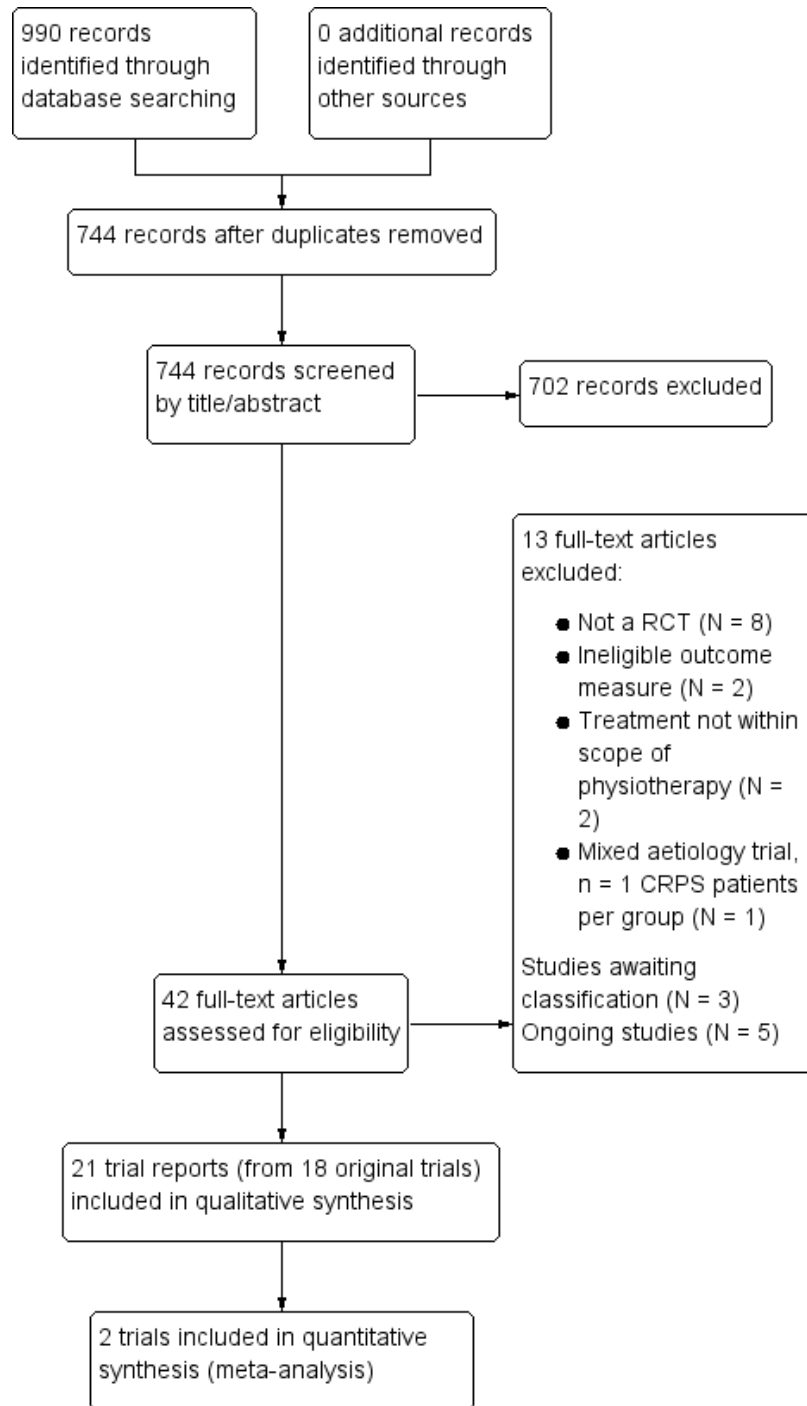 990 records
identified through
database searching
0 additional records
identified through
other sources
744 records after duplicates removed
744 records screened
by title/abstract
702 records excluded
13 full-text articles
excluded:
● Not a RCT (N = 8)
● Ineligible outcome
measure (N = 2)
● Treatment not within
scope of
physiotherapy (N =
2)
● Mixed aetiology trial,
n = 1 CRPS patients
per group (N = 1)
Studies awaiting
classification (N = 3)
Ongoing studies (N = 5)
42 full-text articles
assessed for eligibility
21 trial reports (from 18 original trials)
included in qualitative synthesis
2 trials included in quantitative
synthesis (meta-analysis)